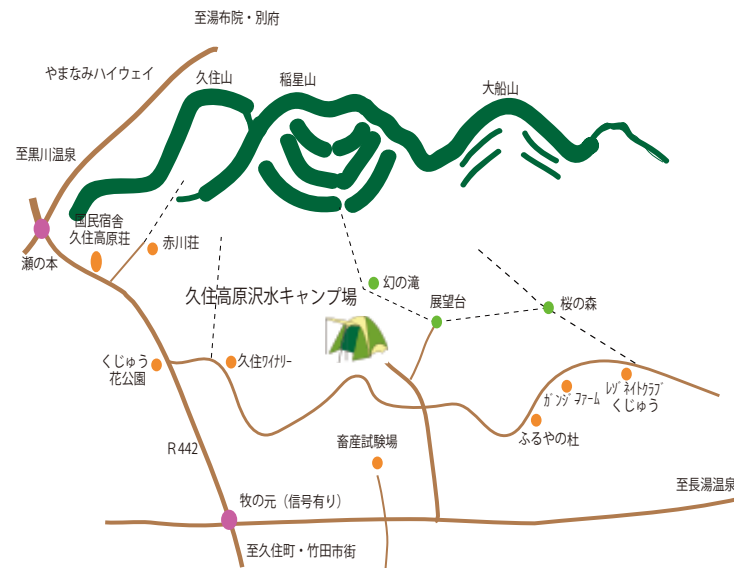 至湯布院・別府
やまなみハイウェイ
久住山
稲星山
大船山
至黒川温泉
国民宿舎
久住高原荘
赤川荘
瀬の本
幻の滝
久住高原沢水キャンプ場
展望台
桜の森
くじゅう
花公園
久住ﾜｲﾅﾘｰ
ｶﾞﾝｼﾞｰﾌｧｰﾑ
ﾚｿﾞﾈｲﾄｸﾗﾌﾞ
くじゅう
ふるやの杜
R442
畜産試験場
至長湯温泉
牧の元（信号有り）
至久住町・竹田市街